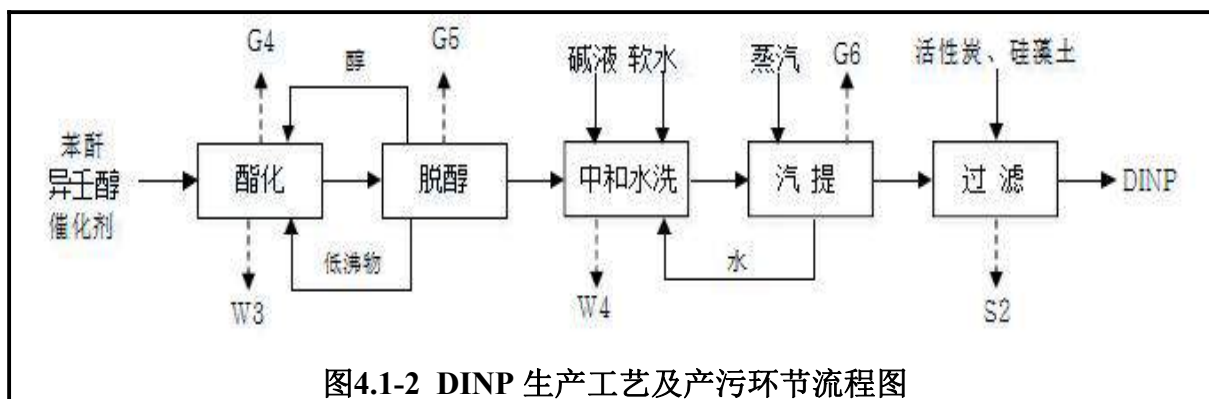 G4
G5
醇
碱液 软水
蒸汽
G6
活性炭、硅藻土
苯酐
异壬醇
催化剂
酯化
脱醇
中和水洗
汽提
过滤
DINP
低沸物
水
W3
W4
S2
图4.1-2 DINP 生产工艺及产污环节流程图